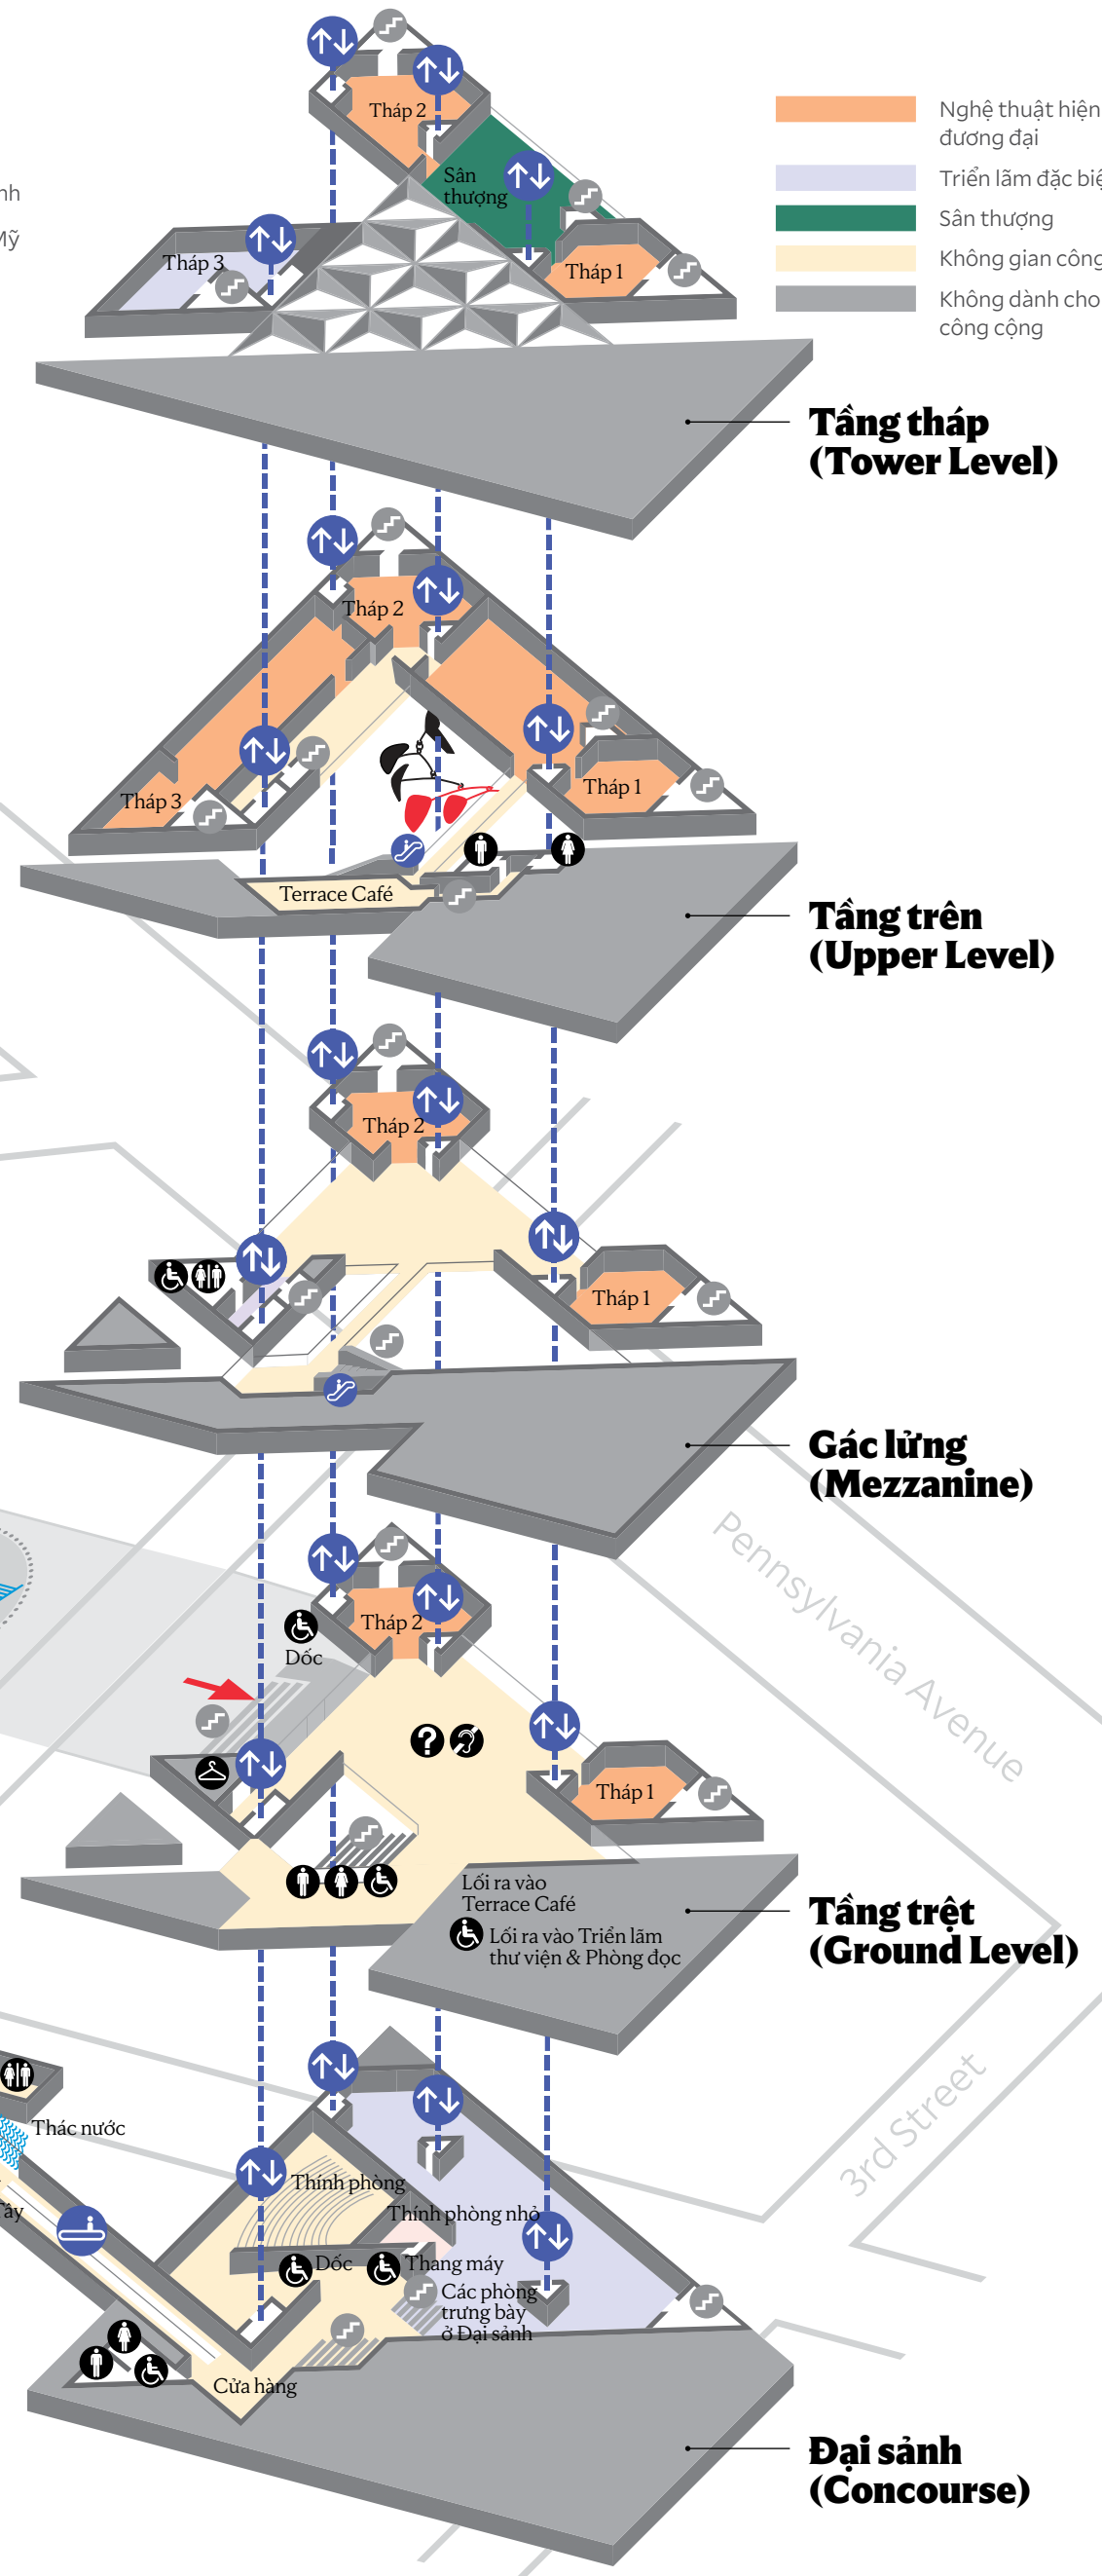 Tháp 2
Sân
thượng
Tháp 3
Tháp 1
nh
Mỹ
Nghệ thuật hiện
đương đại
Triển lãm đặc biệ
Sân thượng
Không gian công
Không dành cho
công cộng
Tầng tháp
(Tower Level)
Tháp 2
Tháp 3
Tháp 1
Terrace Café
Tầng trên
(Upper Level)
Tháp 2
Tháp 1
Gác lửng
(Mezzanine)
Pennsylvania Avenue
Tháp 2
Dốc
?
Tháp 1
Lối ra vào
Terrace Café
Lối ra vào Triển lãm
thư viện & Phòng đọc
Tầng trệt
(Ground Level)
3rd Street
Thác nước
Tây
Thính phòng
Thính phòng nhỏ
Dốc
Thang máy
Các phòng
trưng bày
ở Đại sảnh
Cửa hàng
Đại sảnh
(Concourse)